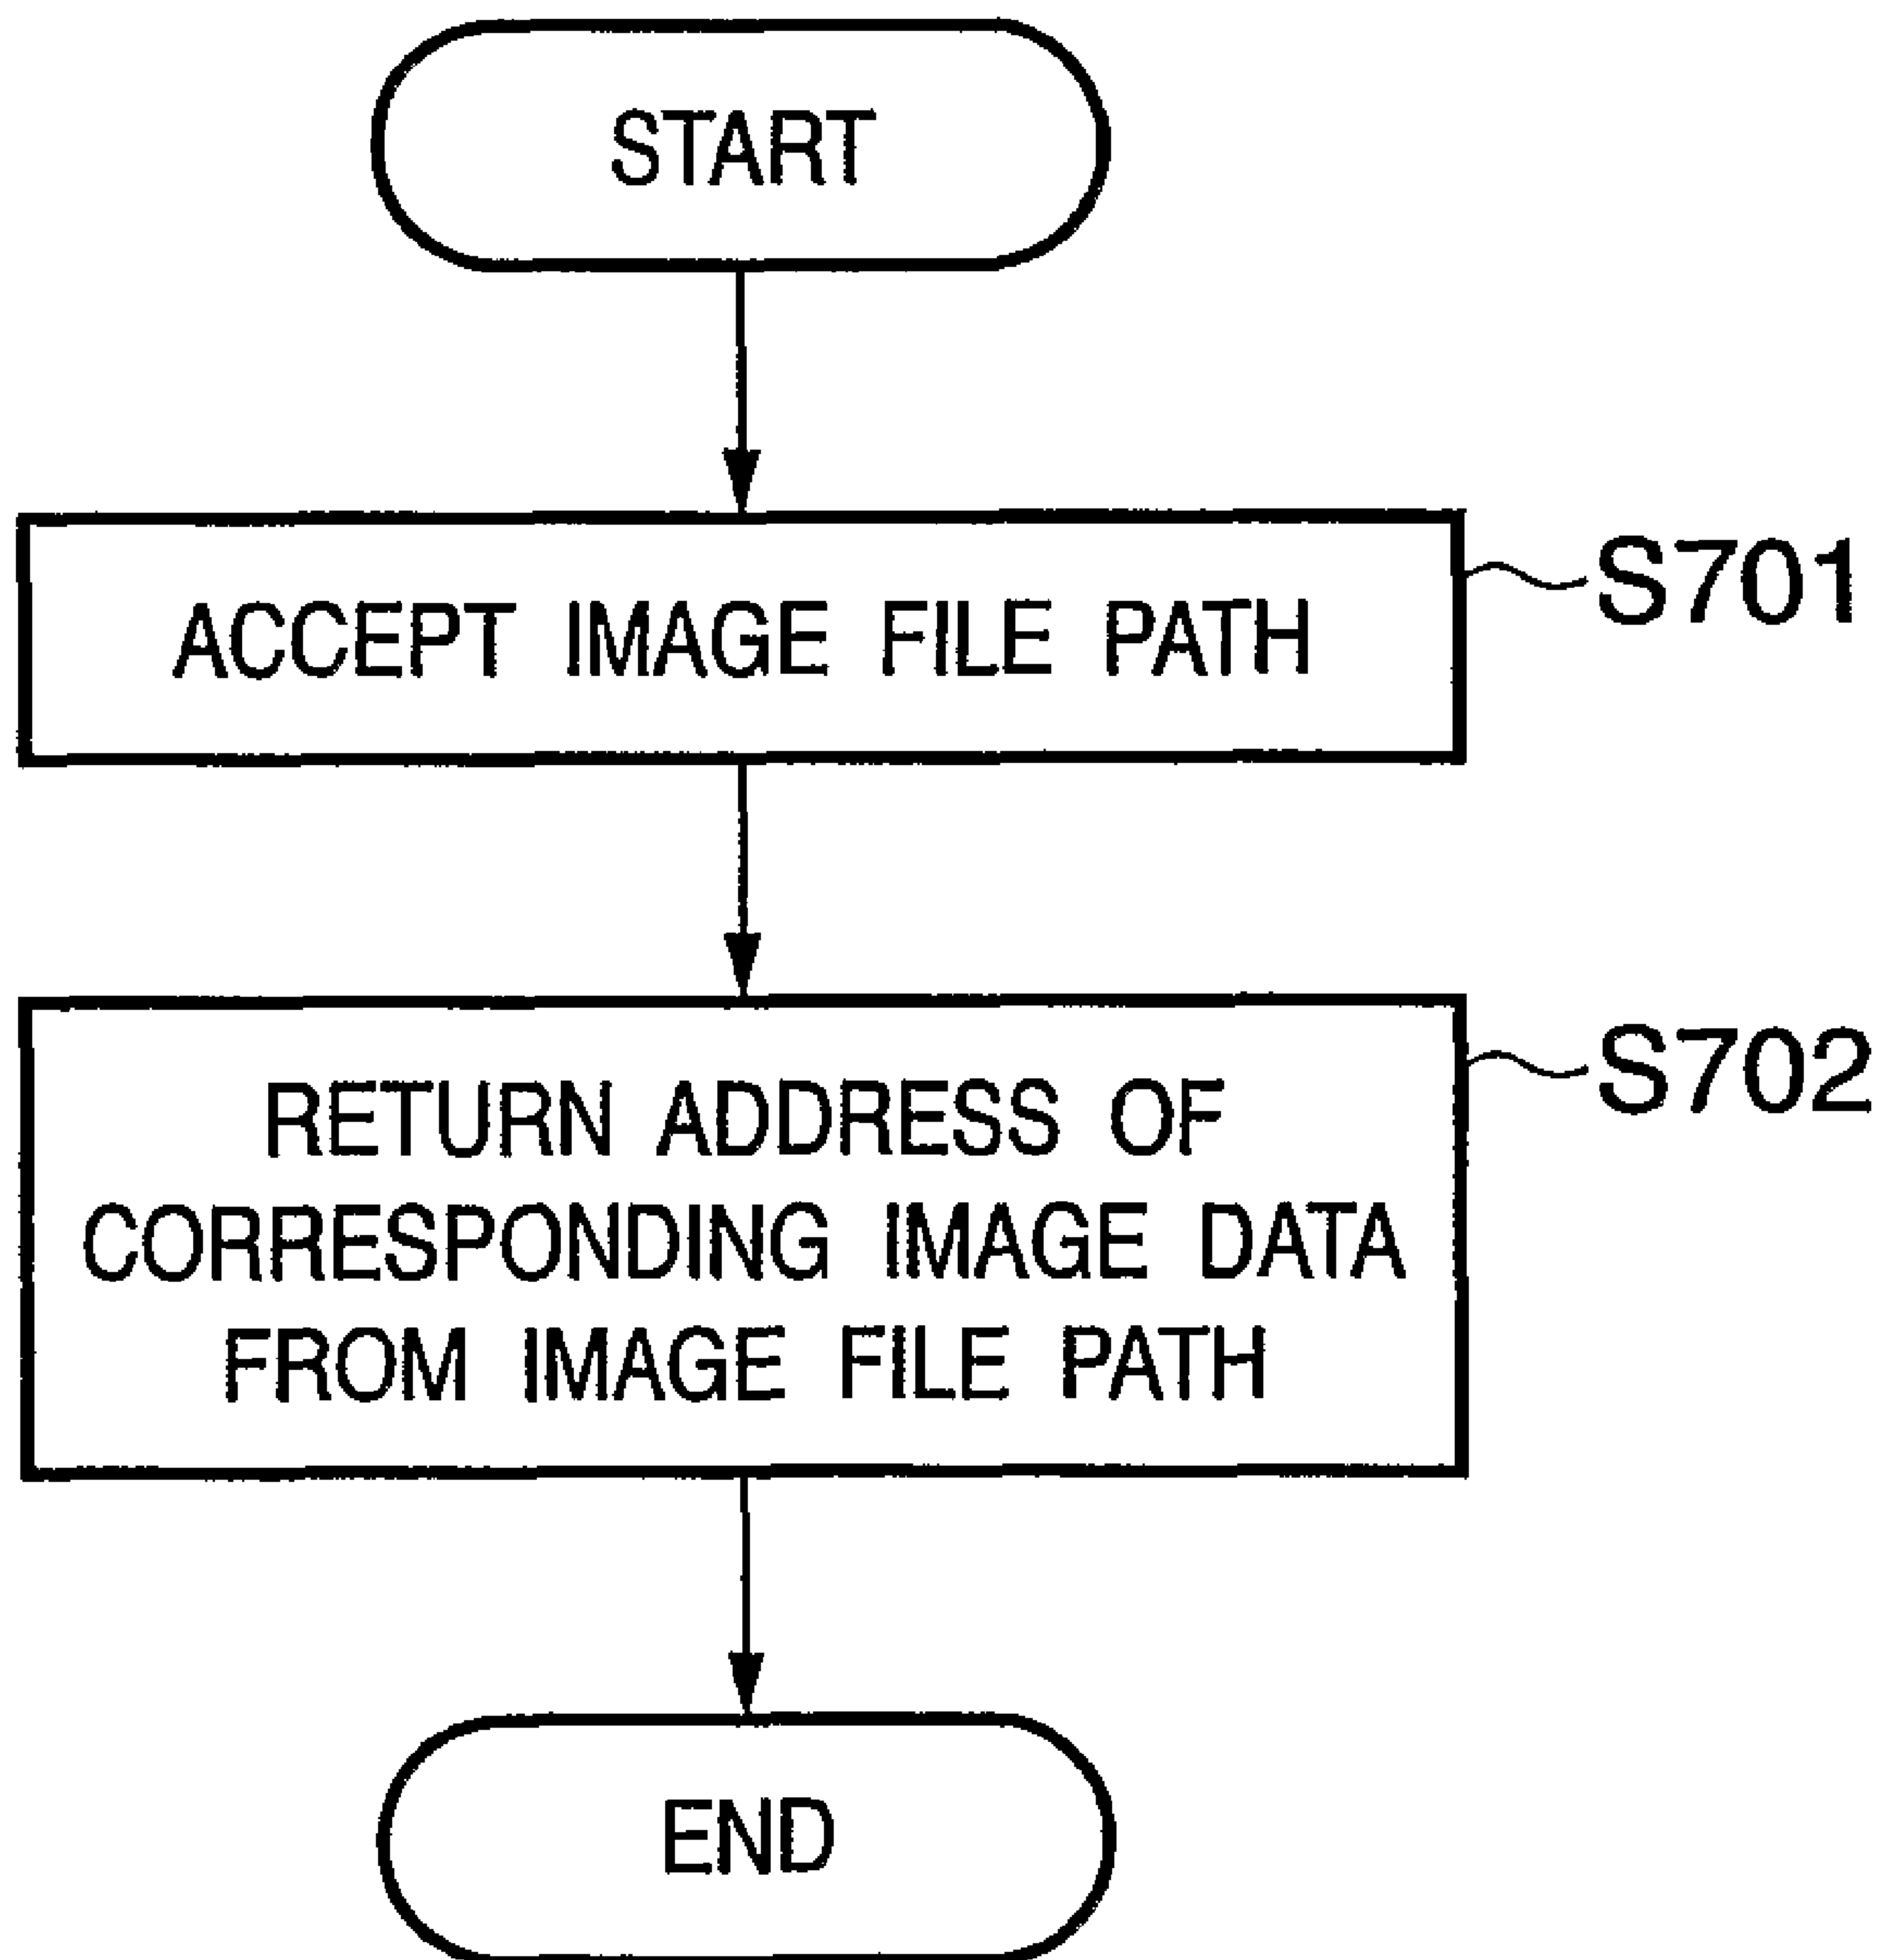 START
ACCEPT IMAGE FILE PATH
S701
RETURN ADDRESS OF
CORRESPONDING IMAGE DATA
FROM IMAGE FILE PATH
S702
END